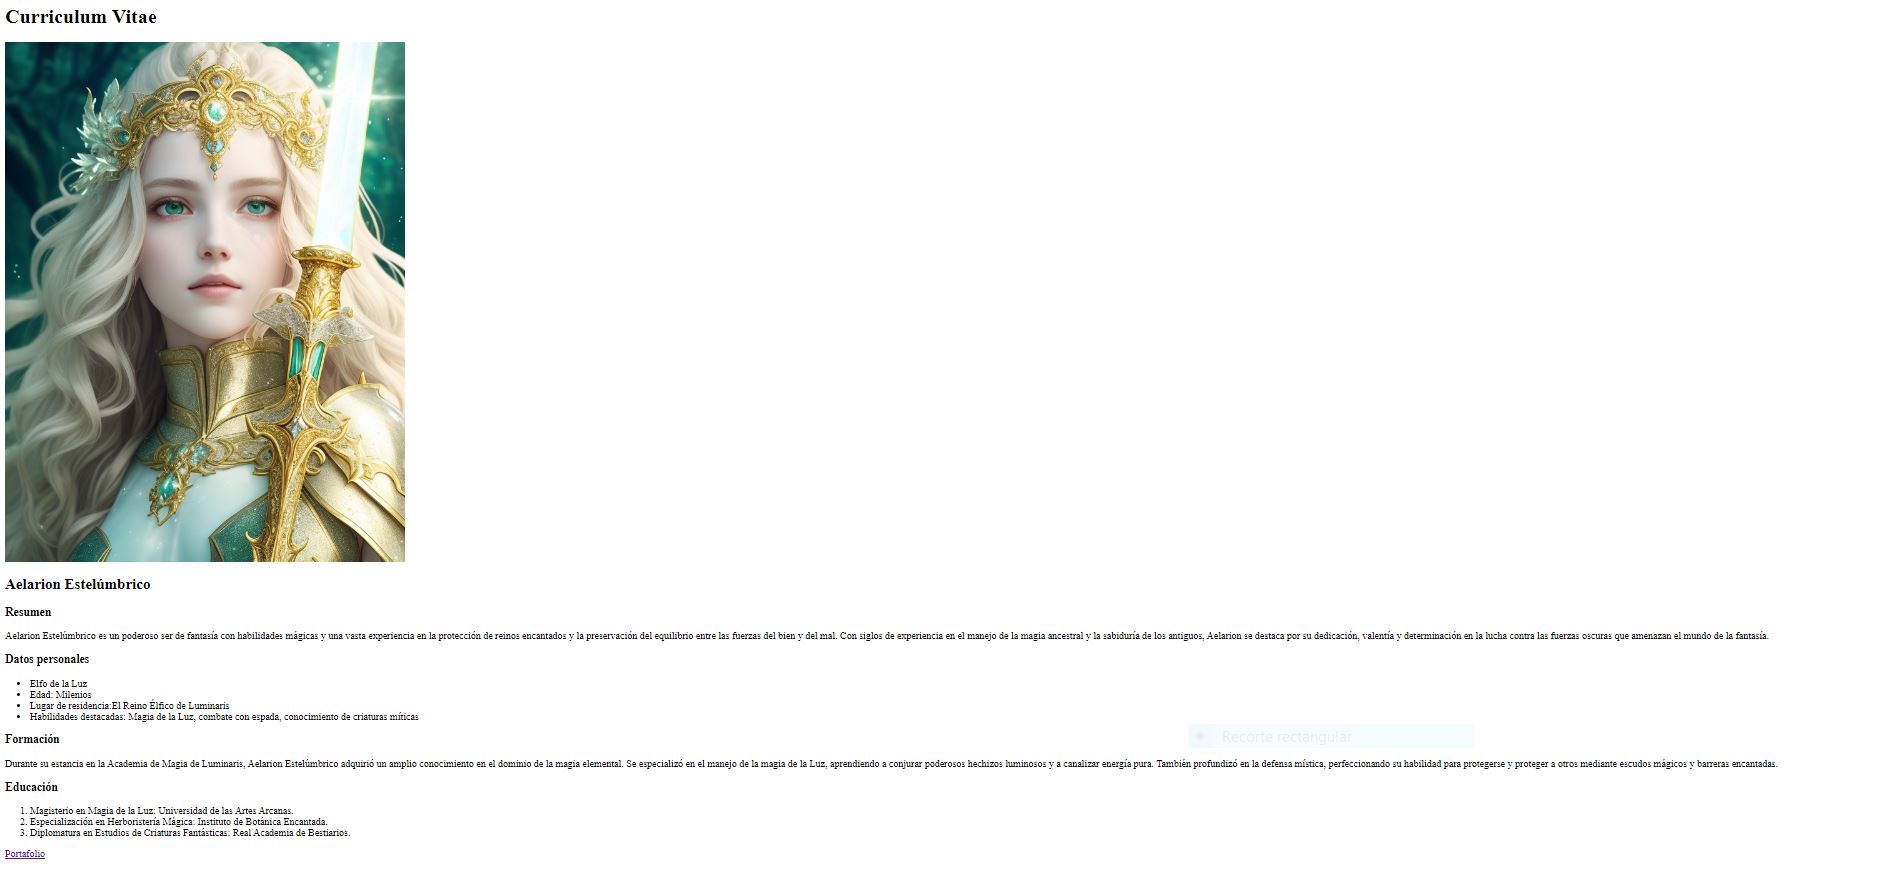 Curriculum Vitae
Aelarion Estelúmbrico
Resumen
Aelarion Estelúmbrico es un poderoso ser de fantasía con habilidades mágicas y una vasta experiencia en la protección de reinos encantados y la preservación del equilibrio entre las fuerzas del bien y del mal. Con siglos de experiencia en el manejo de la magia ancestral y la sabiduría de los antiguos, Aelarion se destaca por su dedicación, valentía y determinación en la lucha contra las fuerzas oscuras que amenazan el mundo de la fantasía.
Datos personales
• Elfo de la Luz
• Edad: Milenios
• Lugar de residencia:El Reino Élfico de Luminaris
• Habilidades destacadas: Magia de la Luz, combate con espada, conocimiento de criaturas míticas
Recorte rectangular
Formación
Durante su estancia en la Academia de Magia de Luminaris, Aelarion Estelúmbrico adquirió un amplio conocimiento en el dominio de la magia elemental. Se especializó en el manejo de la magia de la Luz, aprendiendo a conjurar poderosos hechizos luminosos y a canalizar energía pura. También profundizó en la defensa mística, perfeccionando su habilidad para protegerse y proteger a otros mediante escudos mágicos y barreras encantadas.
Educación
1. Magisterio en Magia de la Luz: Universidad de las Artes Arcanas.
2. Especialización en Herboristería Mágica: Instituto de Botánica Encantada.
3. Diplomatura en Estudios de Criaturas Fantásticas: Real Academia de Bestiarios.
Portafolio